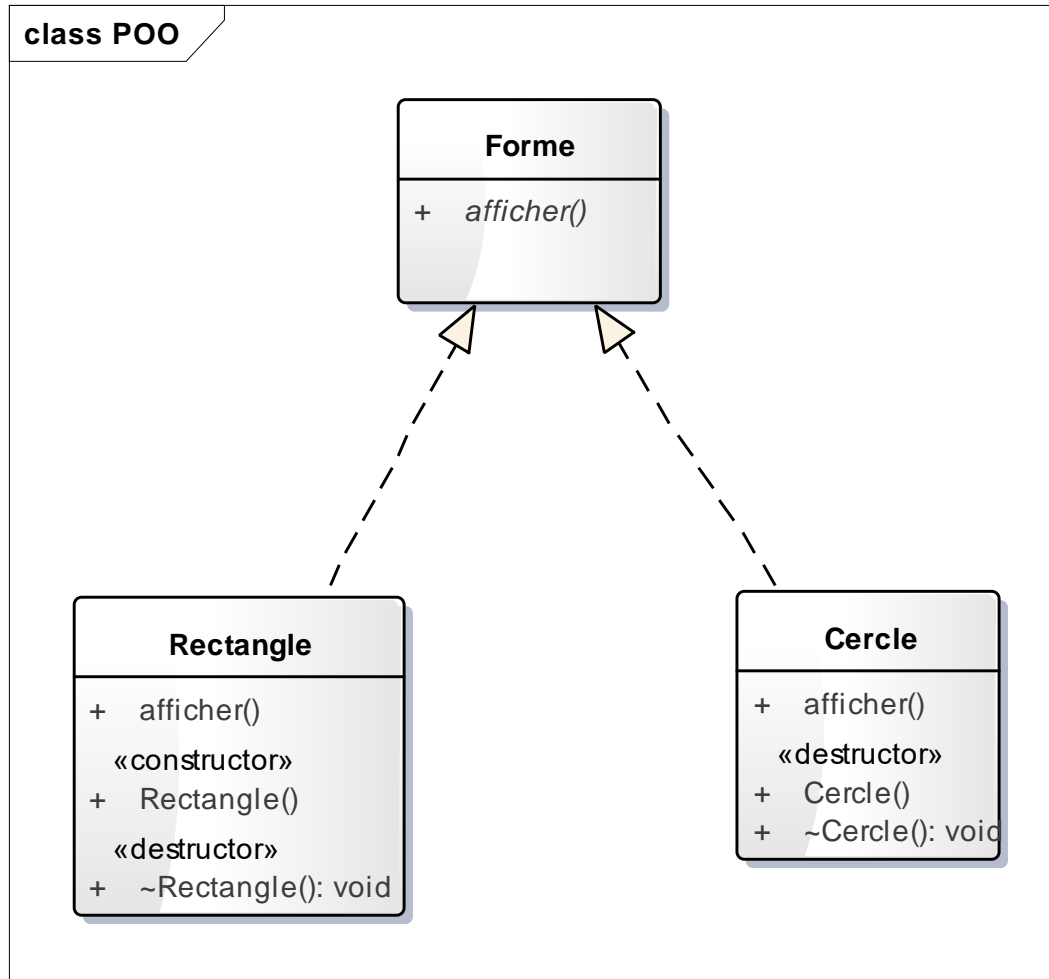 class POO
Forme
+ afficher()
Rectangle
+ afficher()
«constructor»
+ Rectangle()
«destructor»
+ ~Rectangle(): void
Cercle
+ afficher()
«destructor»
+ Cercle()
+ ~Cercle(): void